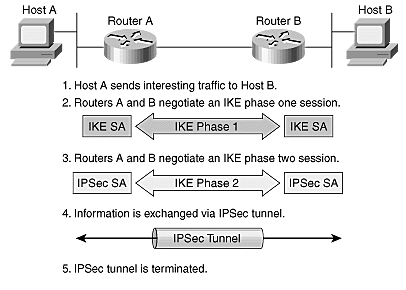 Host A
Router A
Router B
Host B
1. Host A sends interesting traffic to Host B.
2. Routers A and B negotiate an IKE phase one session.
IKE SA
IKE Phase 1
IKE SA
3. Routers A and B negotiate an IKE phase two session.
IPSec SA
IKE Phase 2
IPSec SA
4. Information is exchanged via IPSec tunnel.
IPSec Tunnel
5. IPSec tunnel is terminated.